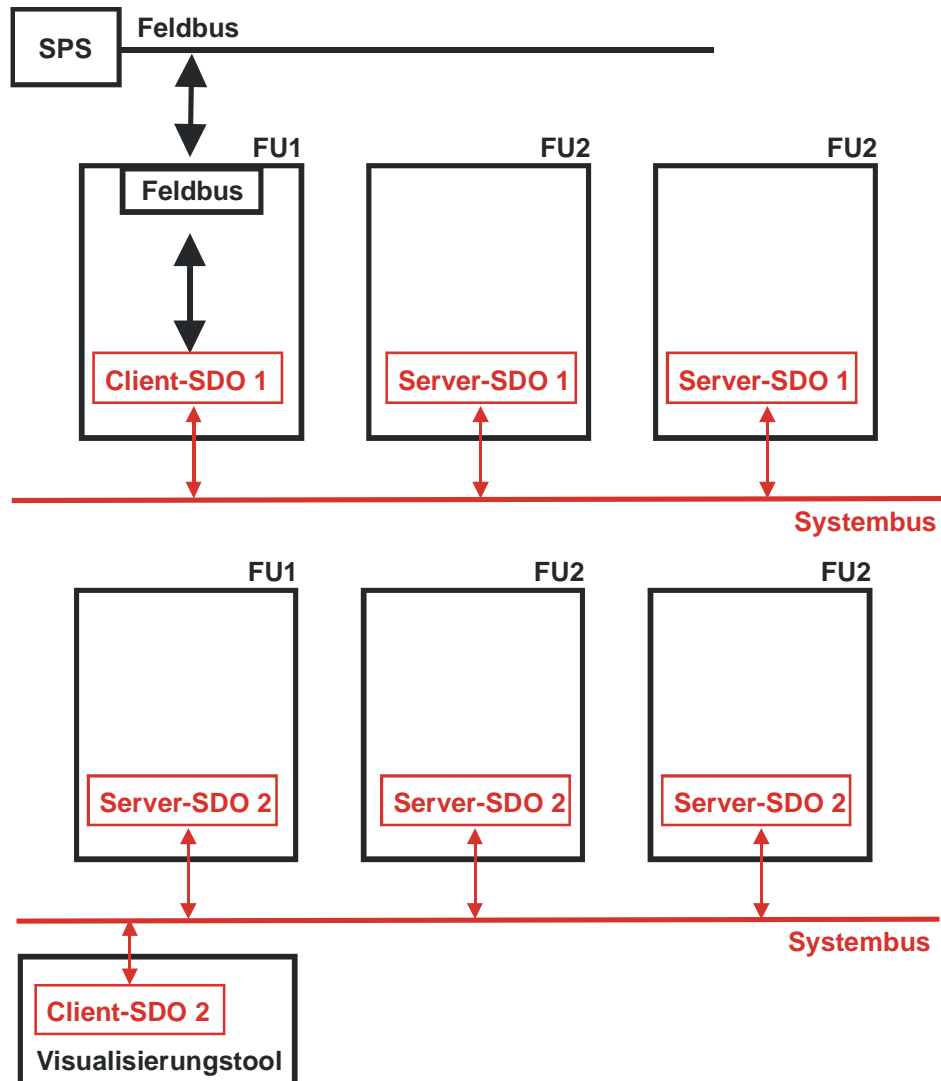 Feldbus
SPS
FU1
FU2
FU2
Feldbus
Client-SDO 1
Server-SDO 1
Server-SDO 1
Systembus
FU1
FU2
FU2
Server-SDO 2
Server-SDO 2
Server-SDO 2
Systembus
Client-SDO 2
Visualisierungstool